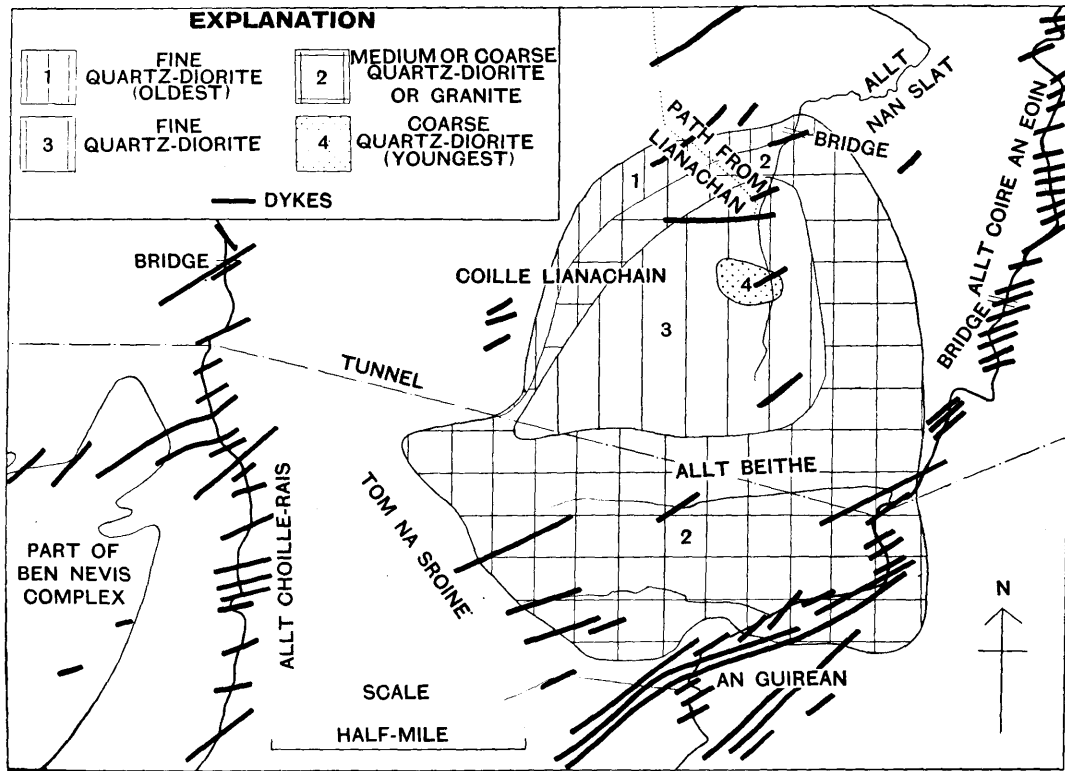 EXPLANATION
1
FINE
QUARTZ-DIORITE
(OLDEST)
2
MEDIUM OR COARSE
QUARTZ-DIORITE
OR GRANITE
3
FINE
QUARTZ-DIORITE
4
COARSE
QUARTZ-DIORITE
(YOUNGEST)
DYKES
ALLT
NAN SLAT
PATH FROM
LIANACHAN
BRIDGE
2
1
BRIDGE
COILLE LIANACHAIN
4
3
BRIDGE
ALLT COIRE AN EOIN
TUNNEL
ALLT BEITHE
TOM NA SROINE
2
PART OF
BEN NEVIS
COMPLEX
ALLT CHOILLE-RAIS
AN GUIREAN
N
SCALE
HALF-MILE